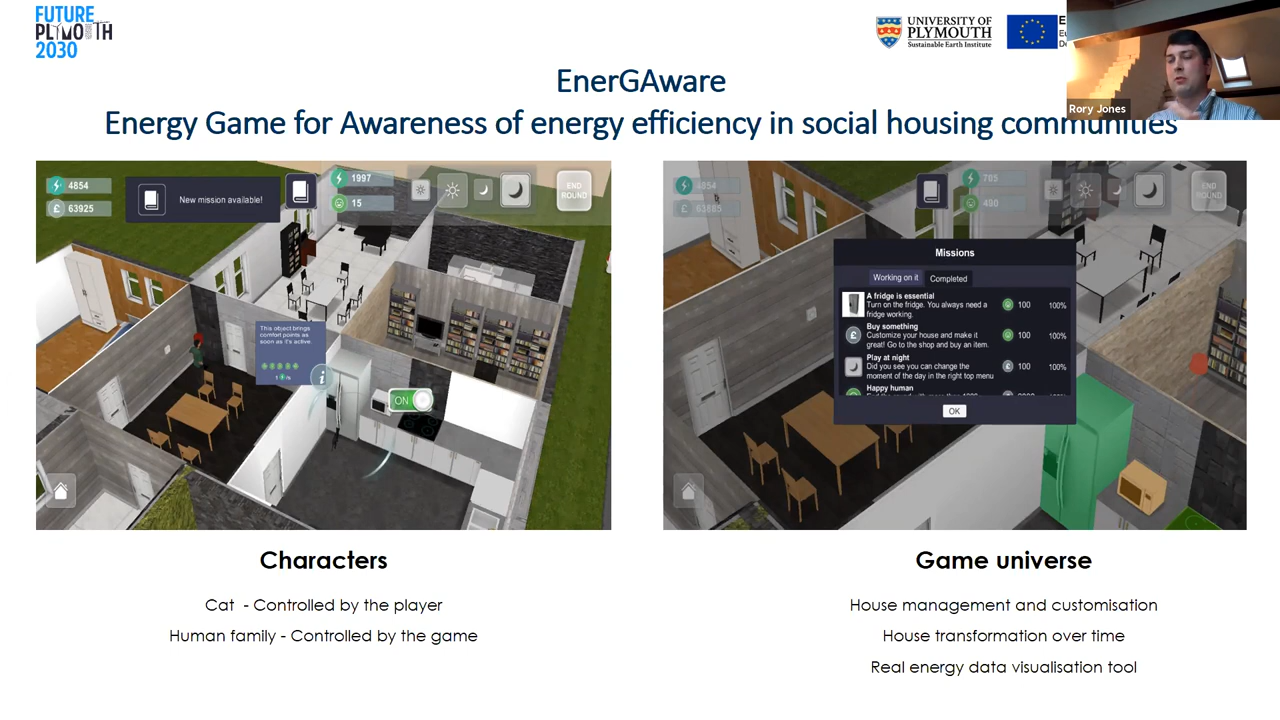 FUTURE
PLYMOUTH
2030
UNIVERSITY OF
PLYMOUTH
Sustainable Earth Institute
Rory Jones
EnerGAware
Energy Game for Awareness of energy efficiency in social housing communities
4854
63925
New mission available!
1997
15
END
ROUND
This object brings
comfort points as
soon as it's active.
i
ON
4854
63865
785
490
END
ROUND
Missions
Working on it
Completed
A fridge is essential
Turn on the fridge. You always need a
fridge working.
100
100%
Buy something
Customize your house and make it
great! Go to the shop and buy an item.
100
100%
Play at night
Did you see you can change the
moment of the day in the right top menu
100
100%
Happy human
OK
Characters
Cat - Controlled by the player
Human family - Controlled by the game
Game universe
House management and customisation
House transformation over time
Real energy data visualisation tool